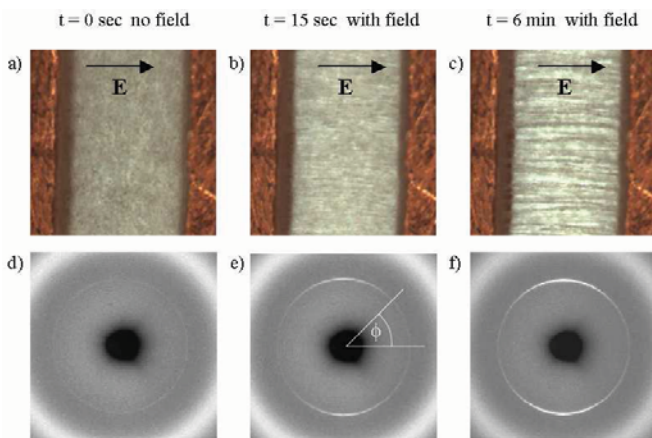 t = 0 sec no field
t = 15 sec with field
t = 6 min with field
a)
E
b)
E
c)
E
d)
e)
ϕ
f)